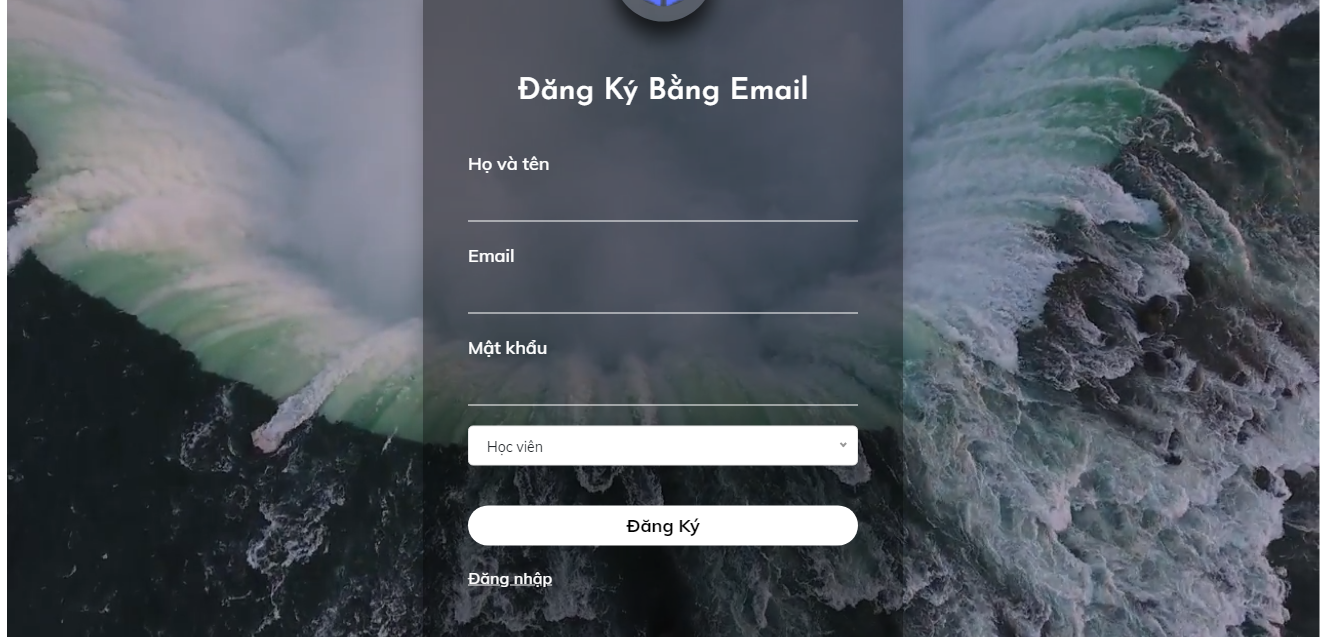 Đăng Ký Bằng Email
Họ và tên
Email
Mật khẩu
Học viên
Đăng Ký
Đăng nhập